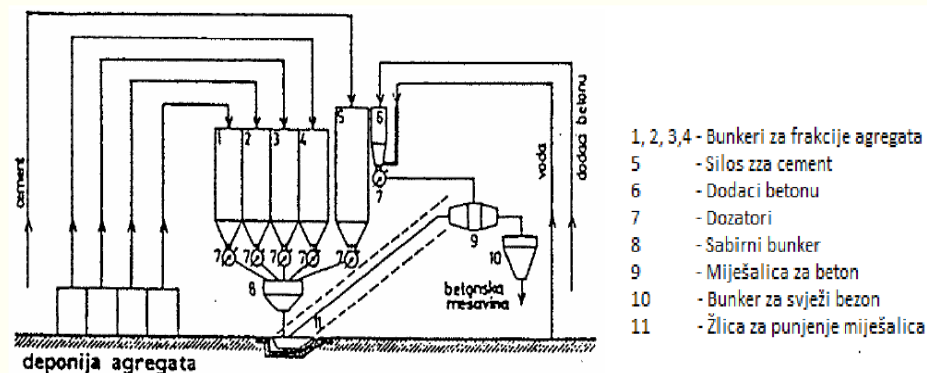 cement
1
2
3
4
5
6
7
7
7
7
7
7
8
9
10
11
voda
dodaci betonu
betonska
mesavina
deponija agregata
1, 2, 3,4 - Bunkeri za frakcije agregata
5 - Silos zza cement
6 - Dodaci betonu
7 - Dozatori
8 - Sabirni bunker
9 - Miješalica za beton
10 - Bunker za svježi bezon
11 - Žlica za punjenje miješalica